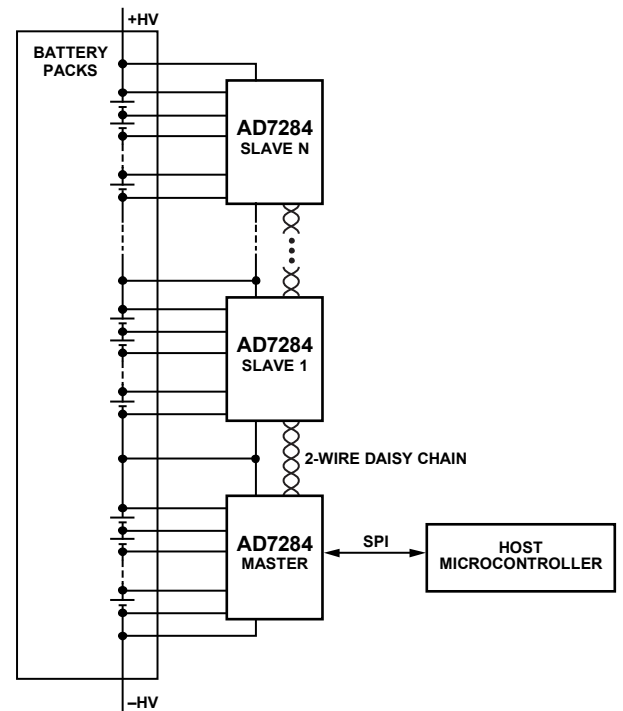 +HV
BATTERY
PACKS
AD7284
SLAVE N
AD7284
SLAVE 1
2-WIRE DAISY CHAIN
AD7284
MASTER
SPI
HOST
MICROCONTROLLER
–HV